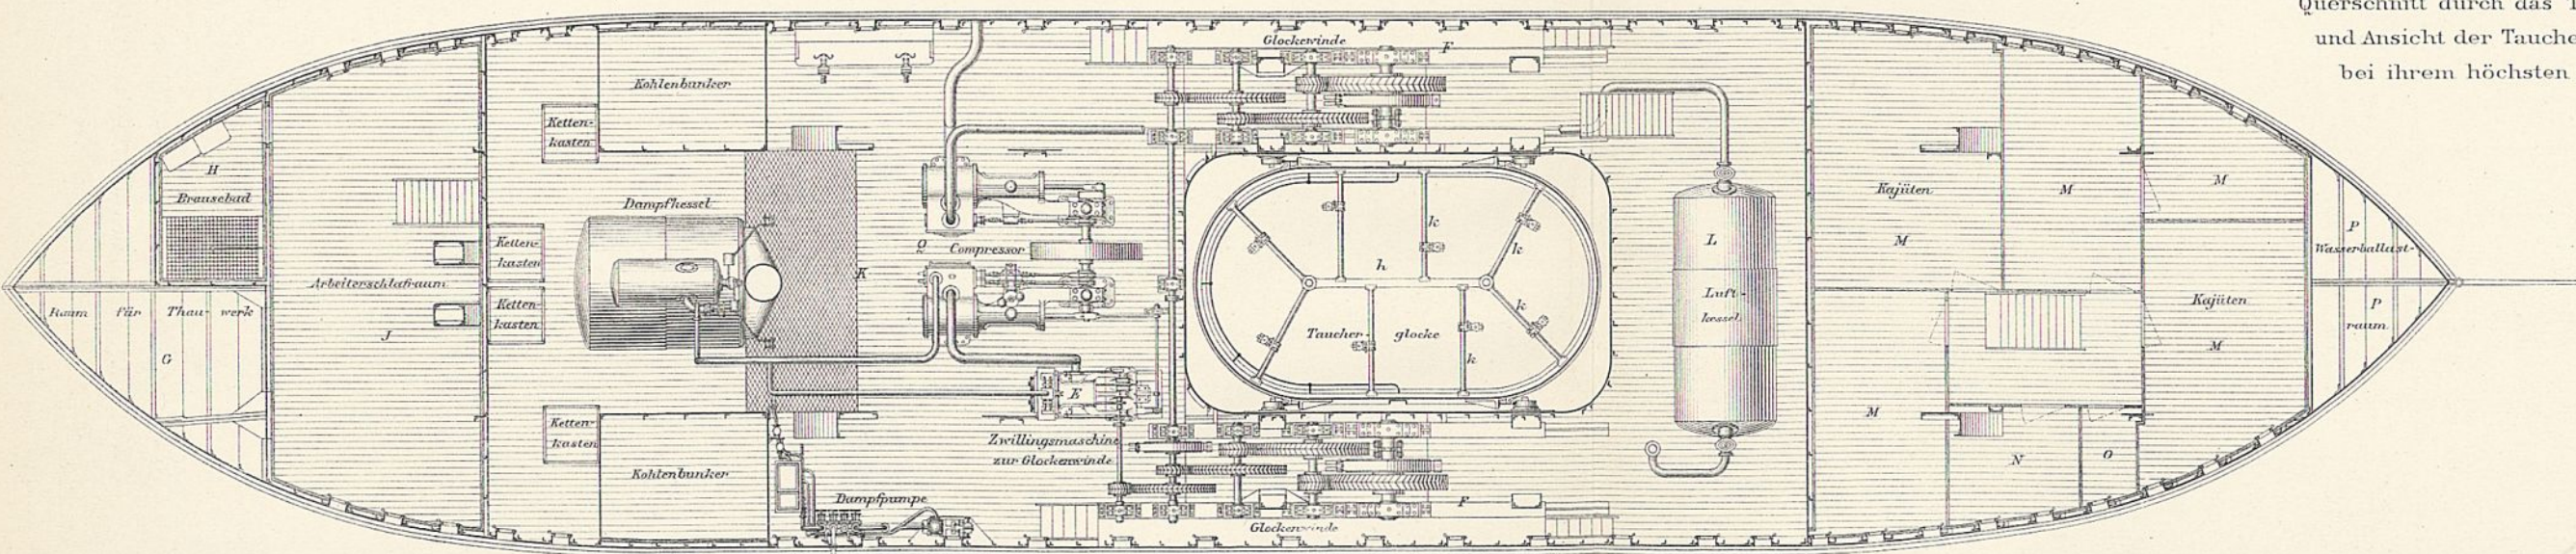 Querschnitt durch das
und Ansicht der Tauche
bei ihrem höchsten
Glockewinde
F
Kohlenbunker
Ketten-
kasten
H
Brausebad
Dampfkessel
Ketten-
kasten
Q Compressor
K
Arbeiterschlafraum
J
Ketten
kasten
Raum für Thau- werk
G
k
k
h
k
Taucher- glocke
k
L
Luft-
kessel
Kajüten
M
M
M
M
Kajüten
M
P
Wasserballast-
P
raum
E
Ketten-
kasten
Kohlenbunker
Zwillingsmaschine
zur Glockenwinde
Dampfpumpe
F
Glockenwinde
N
O